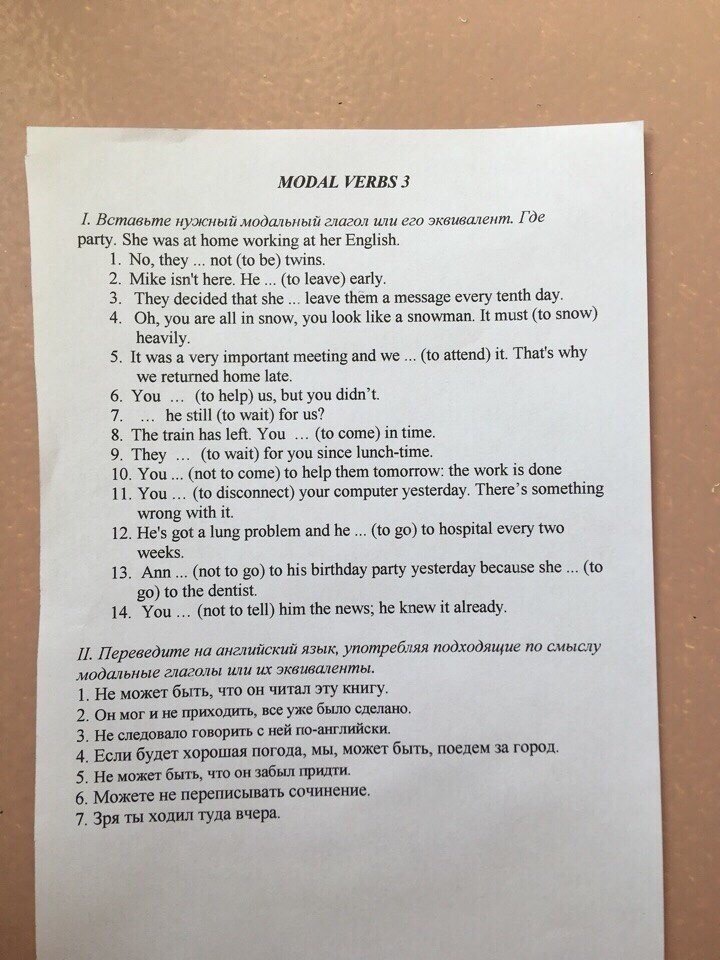 MODAL VERBS 3
I. Вставьте нужный модальный глагол или его эквивалент. Где
party. She was at home working at her English.
1. No, they ... not (to be) twins.
2. Mike isn't here. He ... (to leave) early.
3. They decided that she ... leave them a message every tenth day.
4. Oh, you are all in snow, you look like a snowman. It must (to snow)
heavily.
5. It was a very important meeting and we ... (to attend) it. That's why
we returned home late.
6. You … (to help) us, but you didn’t.
7. … he still (to wait) for us?
8. The train has left. You … (to come) in time.
9. They … (to wait) for you since lunch-time.
10. You ... (not to come) to help them tomorrow: the work is done
11. You … (to disconnect) your computer yesterday. There’s something
wrong with it.
12. He's got a lung problem and he ... (to go) to hospital every two
weeks.
13. Ann ... (not to go) to his birthday party yesterday because she ... (to
go) to the dentist.
14. You … (not to tell) him the news; he knew it already.
II. Переведите на английский язык, употребляя подходящие по смыслу
модальные глаголы или их эквиваленты.
1. Не может быть, что он читал эту книгу.
2. Он мог и не приходить, все уже было сделано.
3. Не следовало говорить с ней по-английски.
4. Если будет хорошая погода, мы, может быть, поедем за город.
5. Не может быть, что он забыл придти.
6. Можете не переписывать сочинение.
7. Зря ты ходил туда вчера.